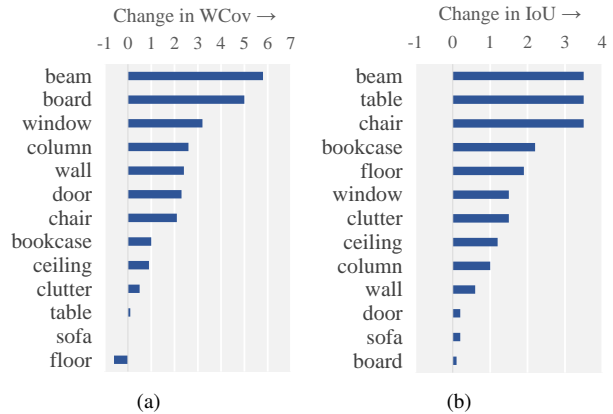 Change in WCov →
-1 0 1 2 3 4 5 6 7
beam
board
window
column
wall
door
chair
bookcase
ceiling
clutter
table
sofa
floor
(a)
Change in IoU →
-1 0 1 2 3 4
beam
table
chair
bookcase
floor
window
clutter
ceiling
column
wall
door
sofa
board
(b)